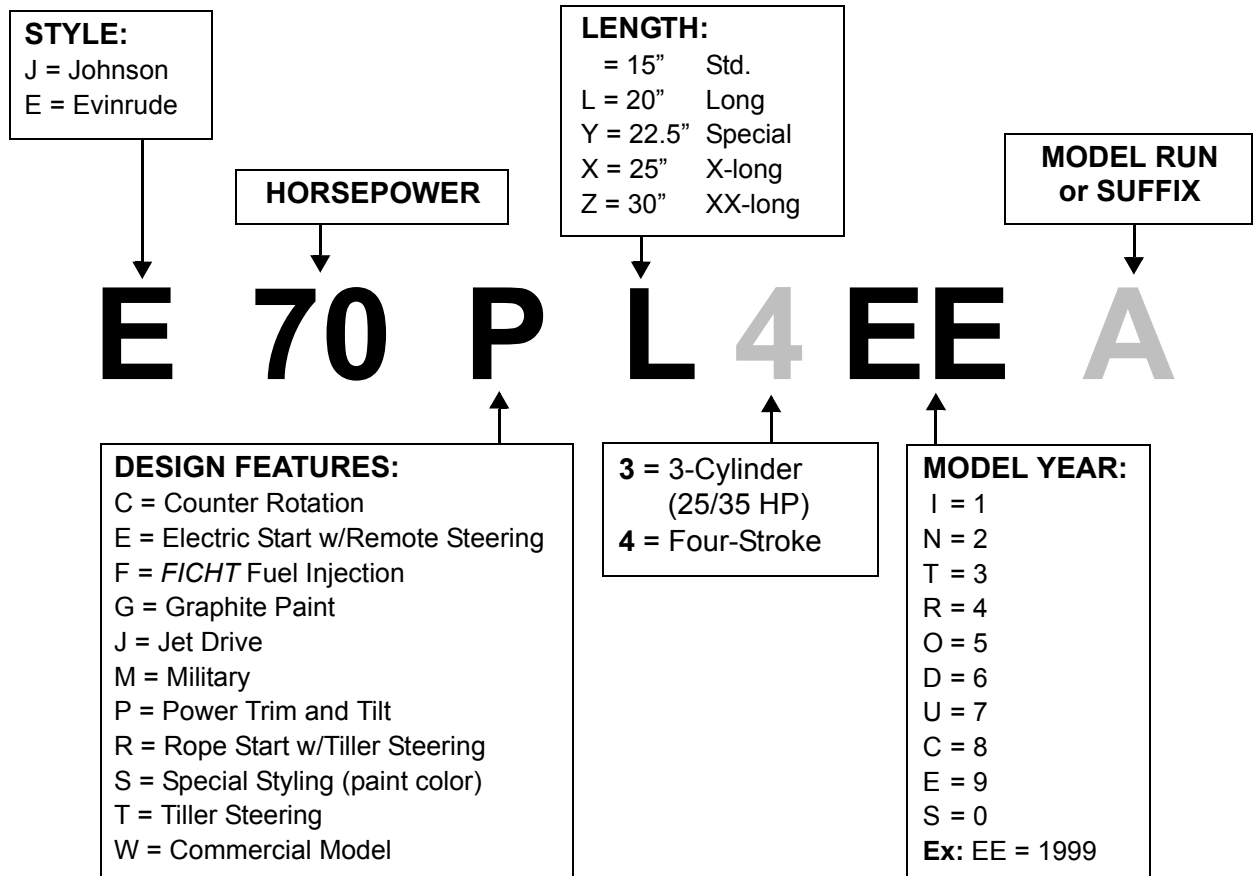 STYLE:
J = Johnson
E = Evinrude
HORSEPOWER
LENGTH:
= 15” Std.
L = 20” Long
Y = 22.5” Special
X = 25” X-long
Z = 30” XX-long
MODEL RUN
or SUFFIX
E 70 P L 4 EE A
DESIGN FEATURES:
C = Counter Rotation
E = Electric Start w/Remote Steering
F = FICHT Fuel Injection
G = Graphite Paint
J = Jet Drive
M = Military
P = Power Trim and Tilt
R = Rope Start w/Tiller Steering
S = Special Styling (paint color)
T = Tiller Steering
W = Commercial Model
3 = 3-Cylinder
(25/35 HP)
4 = Four-Stroke
MODEL YEAR:
I = 1
N = 2
T = 3
R = 4
O = 5
D = 6
U = 7
C = 8
E = 9
S = 0
Ex: EE = 1999